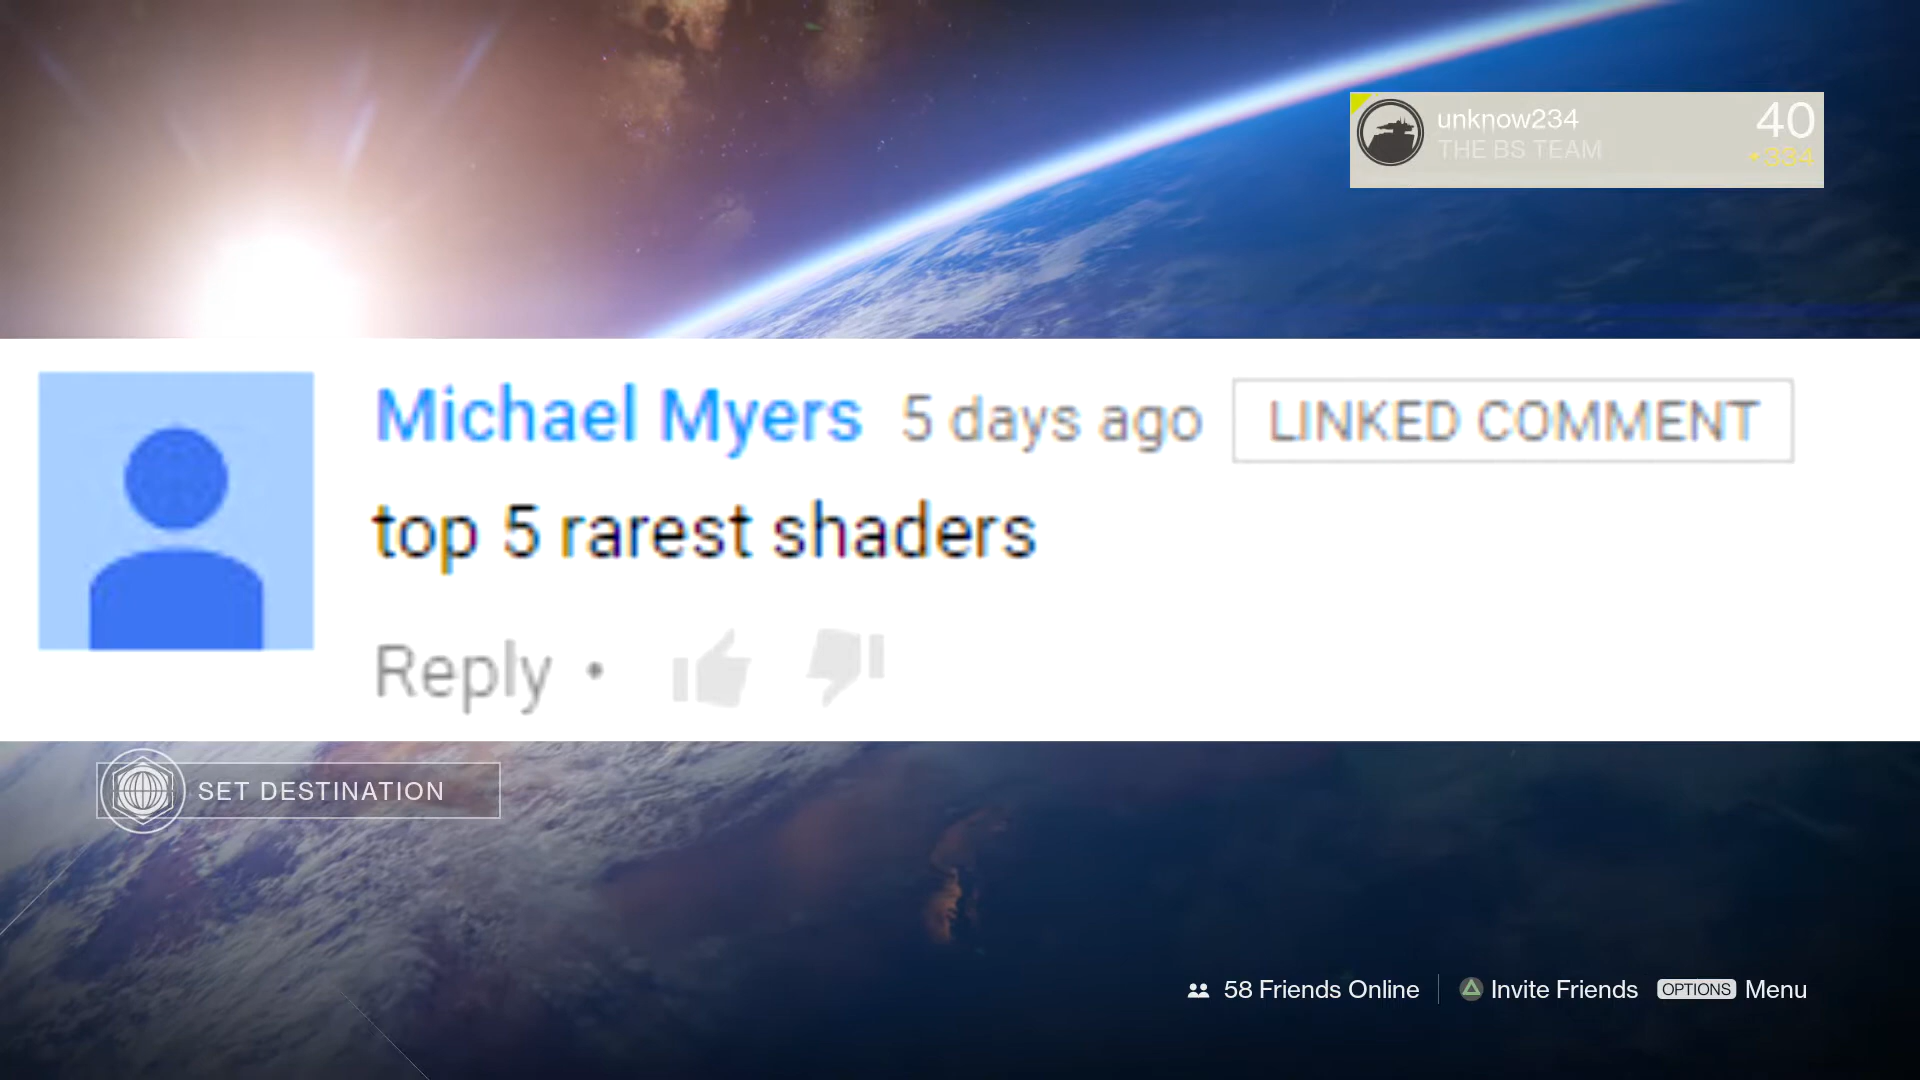 unknow234
40
THE BS TEAM
334
Michael Myers 5 days ago LINKED COMMENT
top 5 rarest shaders
Reply •
SET DESTINATION
58 Friends Online
Invite Friends
OPTIONS Menu